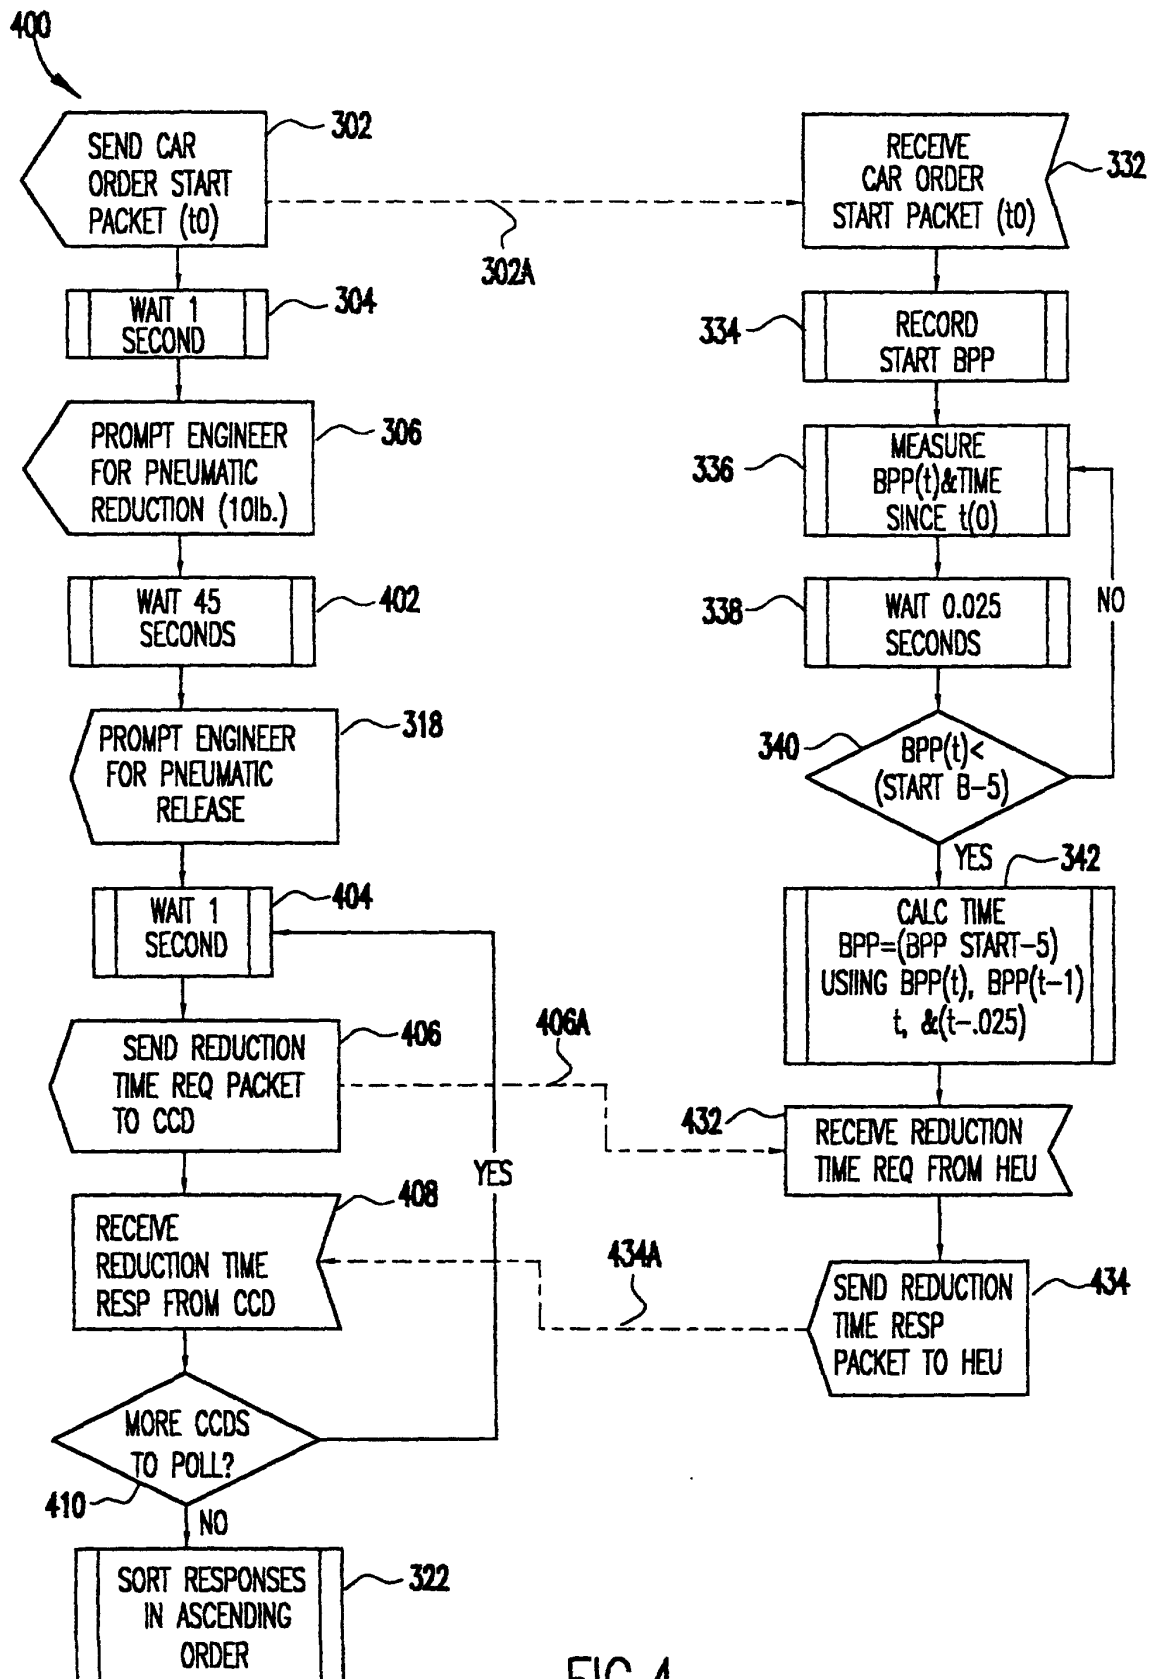 400
SEND CAR
ORDER START
PACKET (t0)
302
302A
WAIT 1
SECOND
304
PROMPT ENGINEER
FOR PNEUMATIC
REDUCTION (10lb.)
306
WAIT 45
SECONDS
402
PROMPT ENGINEER
FOR PNEUMATIC
RELEASE
318
WAIT 1
SECOND
404
SEND REDUCTION
TIME REQ PACKET
TO CCD
406
406A
RECEIVE
REDUCTION TIME
RESP FROM CCD
408
YES
MORE CCDS
TO POLL?
410
NO
SORT RESPONSES
IN ASCENDING
ORDER
322
RECEIVE
CAR ORDER
START PACKET (t0)
332
RECORD
START BPP
334
MEASURE
BPP(t)&TIME
SINCE t(0)
336
WAIT 0.025
SECONDS
338
NO
BPP(t)<
(START B-5)
340
YES
342
CALC TIME
BPP=(BPP START-5)
USIING BPP(t), BPP(t-1)
t, &(t-.025)
RECEIVE REDUCTION
TIME REQ FROM HEU
432
SEND REDUCTION
TIME RESP
PACKET TO HEU
434
434A
FIG. 4